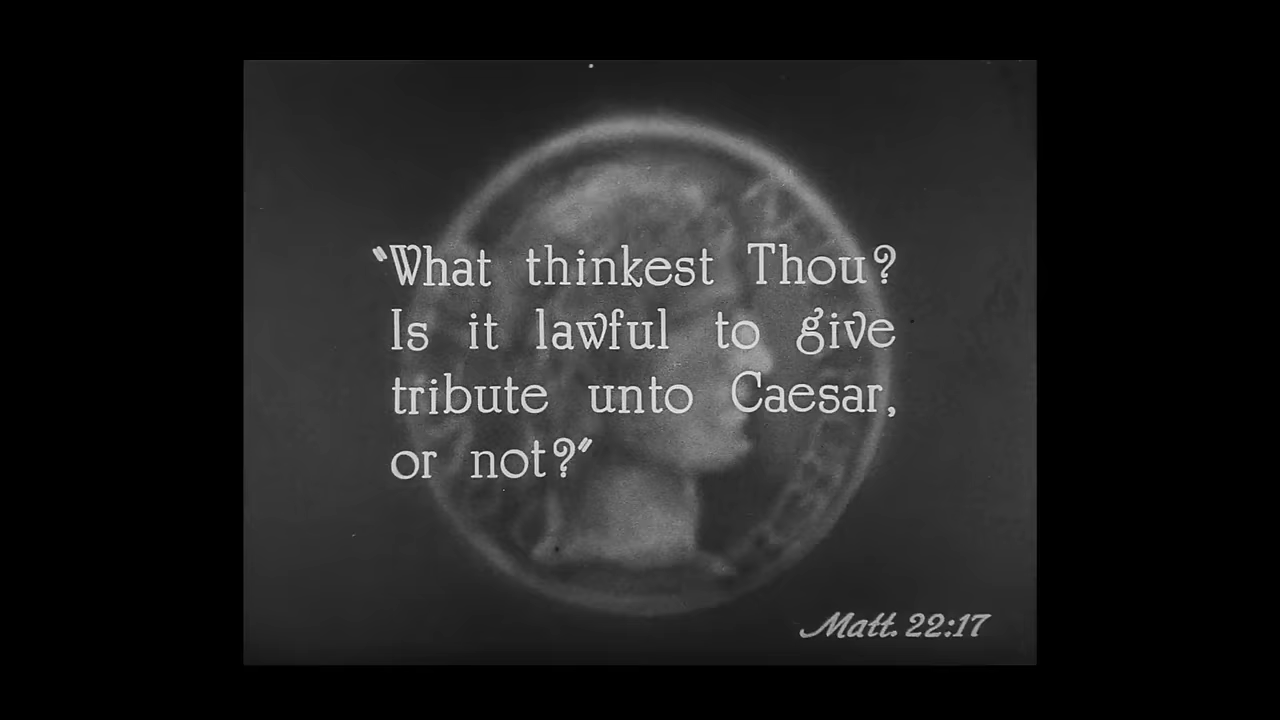 "What thinkest Thou?
Is it lawful to give
tribute unto Caesar,
or not?"
Matt. 22:17